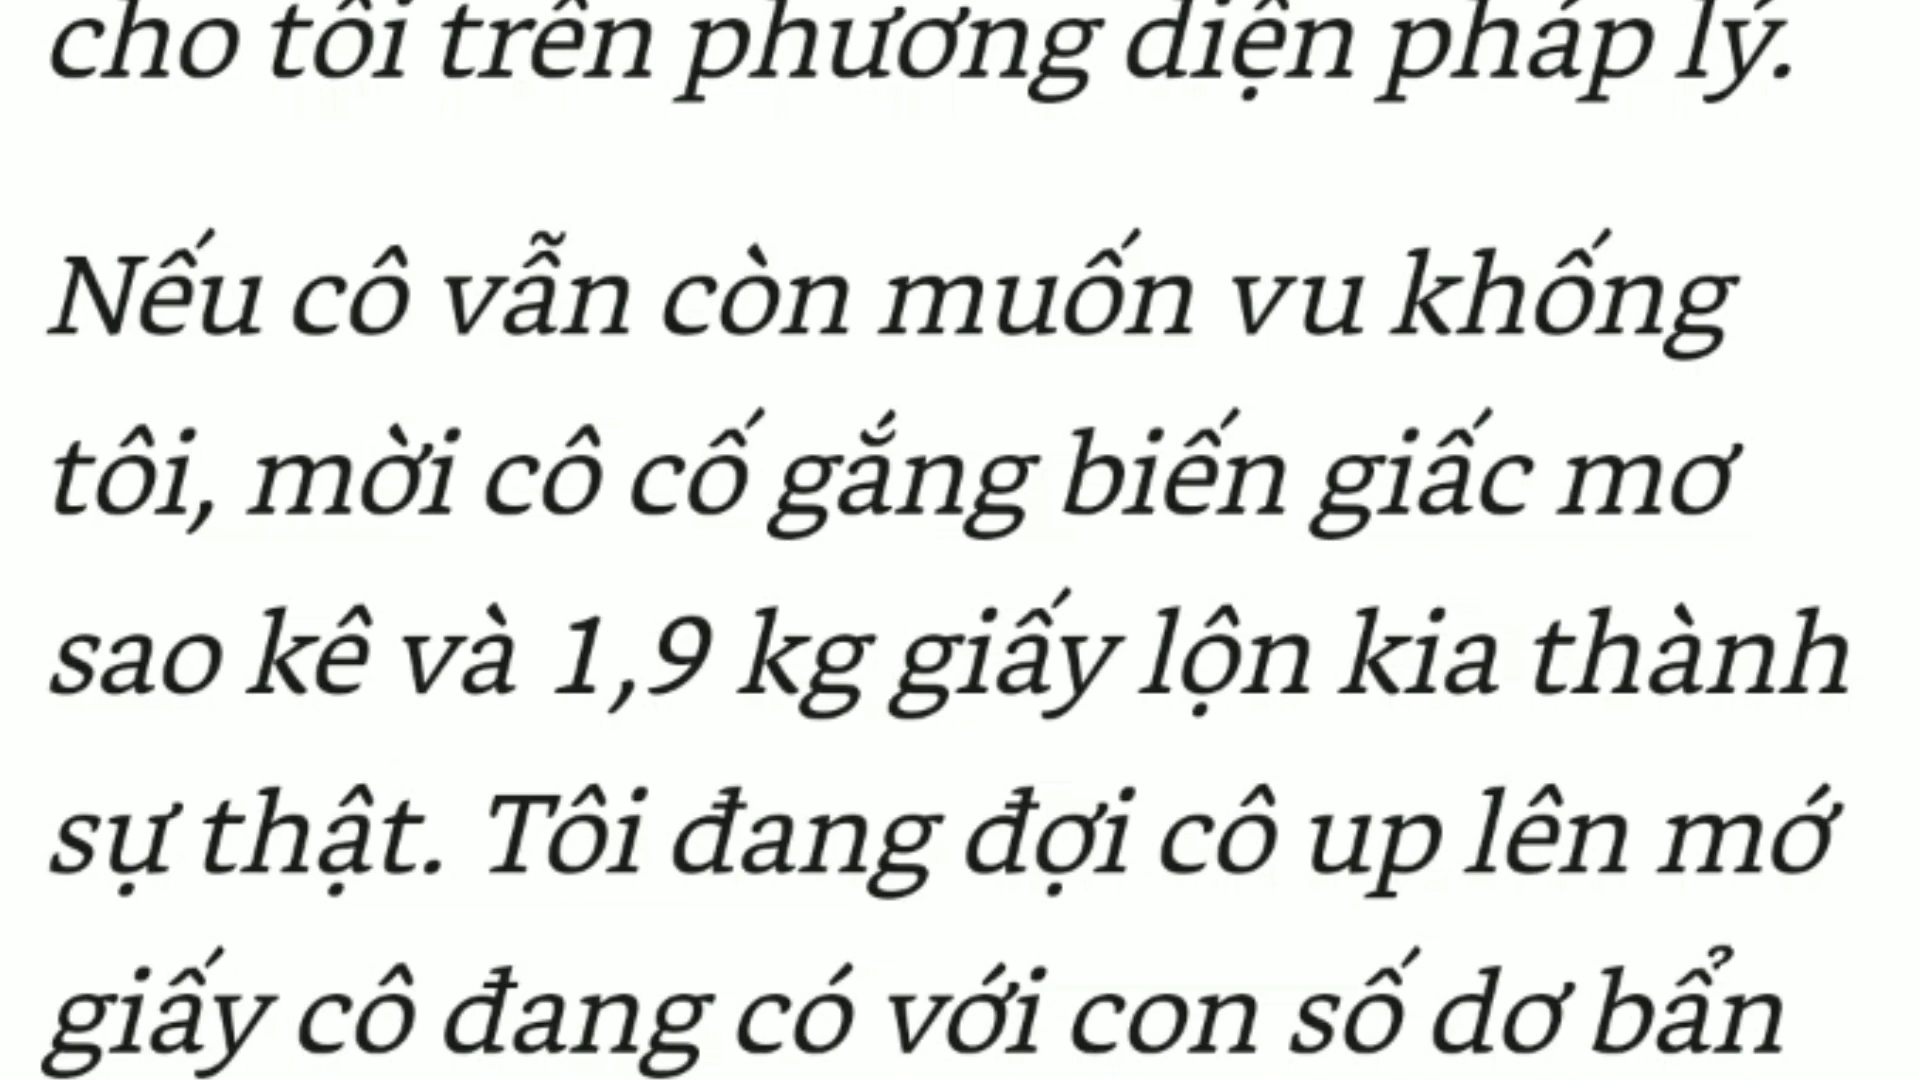 cho tôi trên phương diện pháp lý.
Nếu cô vẫn còn muốn vu khống
tôi, mời cô cố gắng biến giấc mơ
sao kê và 1,9 kg giấy lộn kia thành
sự thật. Tôi đang đợi cô up lên mớ
giấy cô đang có với con số dơ bẩn